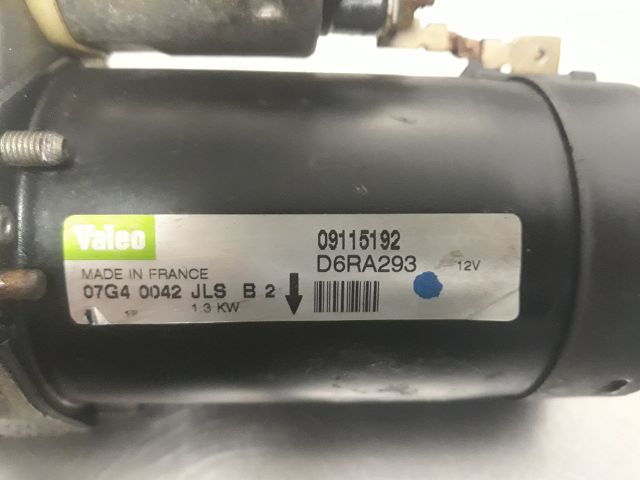 Valeo
09115192
D6RA293
12V
MADE IN FRANCE
07G4 0042 JLS B 2
1.3 KW